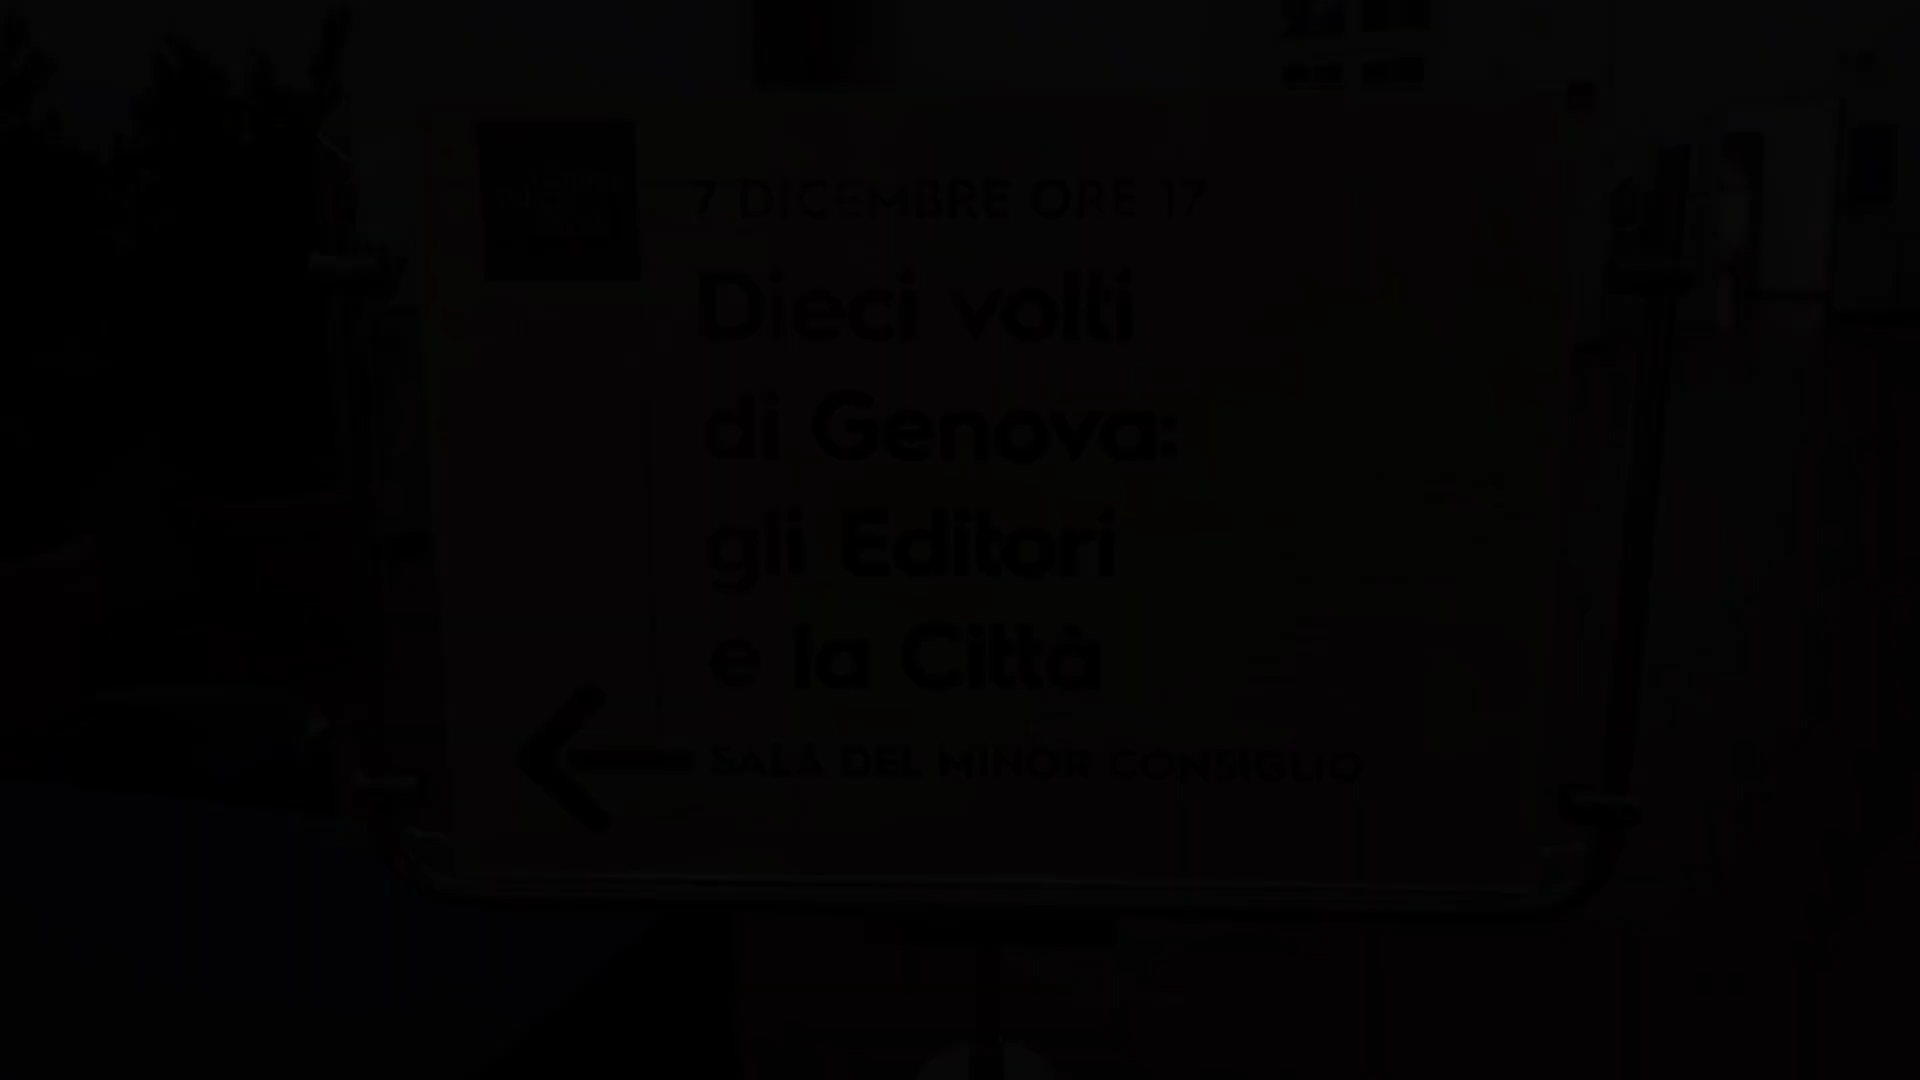 7 DICEMBRE ORE 17
Dieci volti
di Genova:
gli Editori
e la Città
SALA DEL MINOR CONSIGLIO